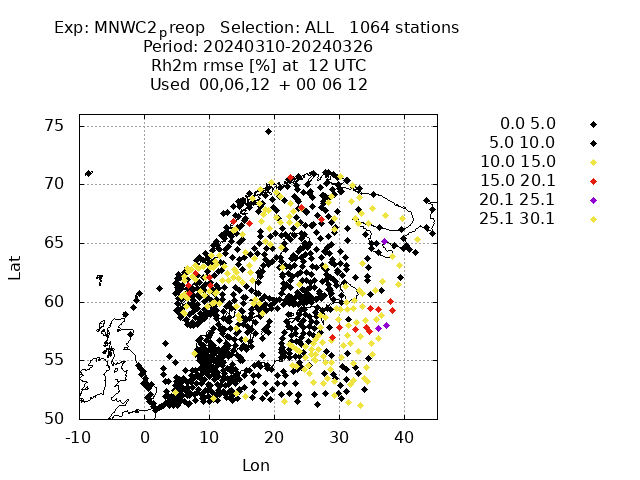 Exp: MNWC2preop Selection: ALL 1064 stations
Period: 20240310-20240326
Rh2m rmse [%] at 12 UTC
Used 00,06,12 + 00 06 12
0.0 5.0
5.0 10.0
10.0 15.0
15.0 20.1
20.1 25.1
25.1 30.1
75
70
65
60
55
50
Lat
-10 0 10 20 30 40
Lon